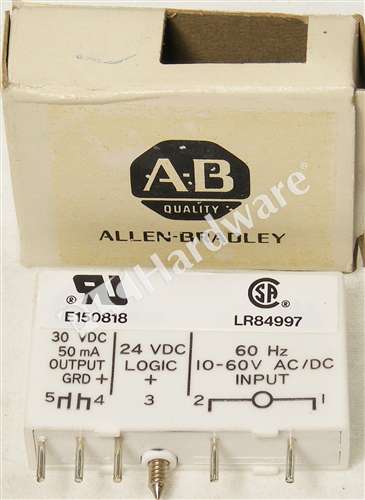 A-B
QUALITY
ALLEN-BRADLEY
Hardware®
E150818
LR84997
30 VDC
50 mA
OUTPUT
GRD +
5 4
24 VDC
LOGIC
+
3
60 Hz
10-60V AC/DC
INPUT
2 1